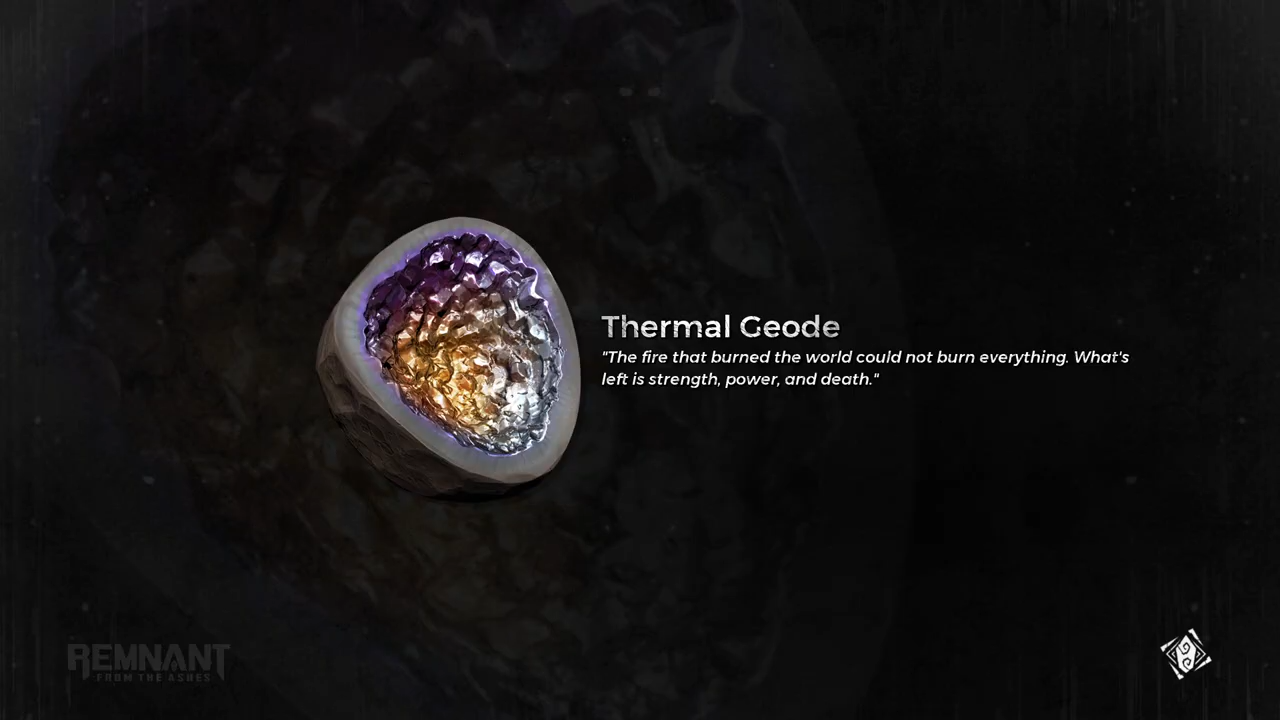 Thermal Geode
"The fire that burned the world could not burn everything. What's
left is strength, power, and death."
REMNANT
FROM THE ASHES